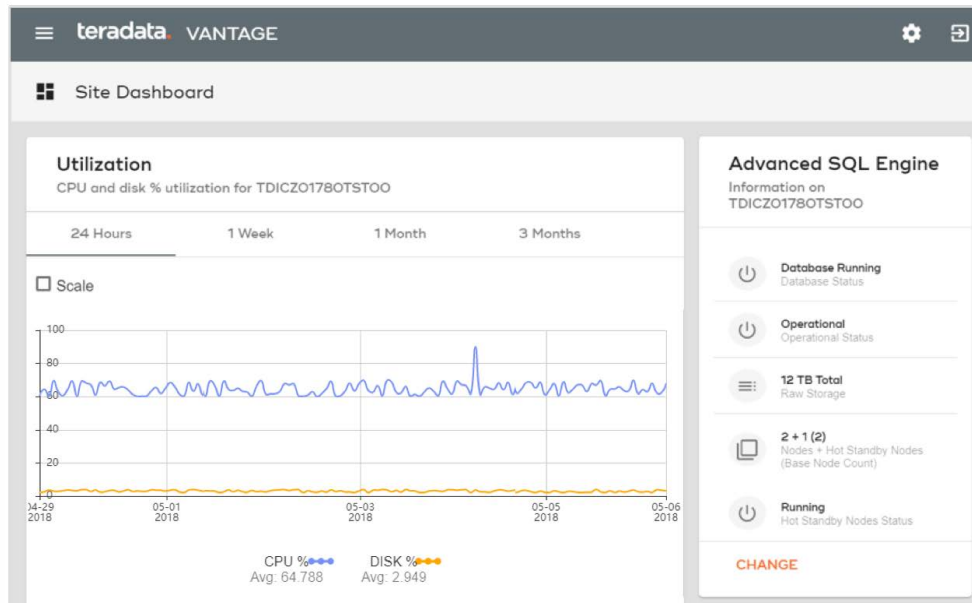 teradata. VANTAGE
Site Dashboard
Utilization
CPU and disk % utilization for TDICZ0178OTST00
24 Hours
1 Week
1 Month
3 Months
Scale
100
80
60
40
20
0
04-29
2018
05-01
2018
05-03
2018
05-05
2018
05-06
2018
CPU %
Avg: 64.788
DISK %
Avg: 2.949
Advanced SQL Engine
Information on
TDICZ0178OTST00
Database Running
Database Status
Operational
Operational Status
12 TB Total
Raw Storage
2 + 1 (2)
Nodes + Hot Standby Nodes
(Base Node Count)
Running
Hot Standby Nodes Status
CHANGE